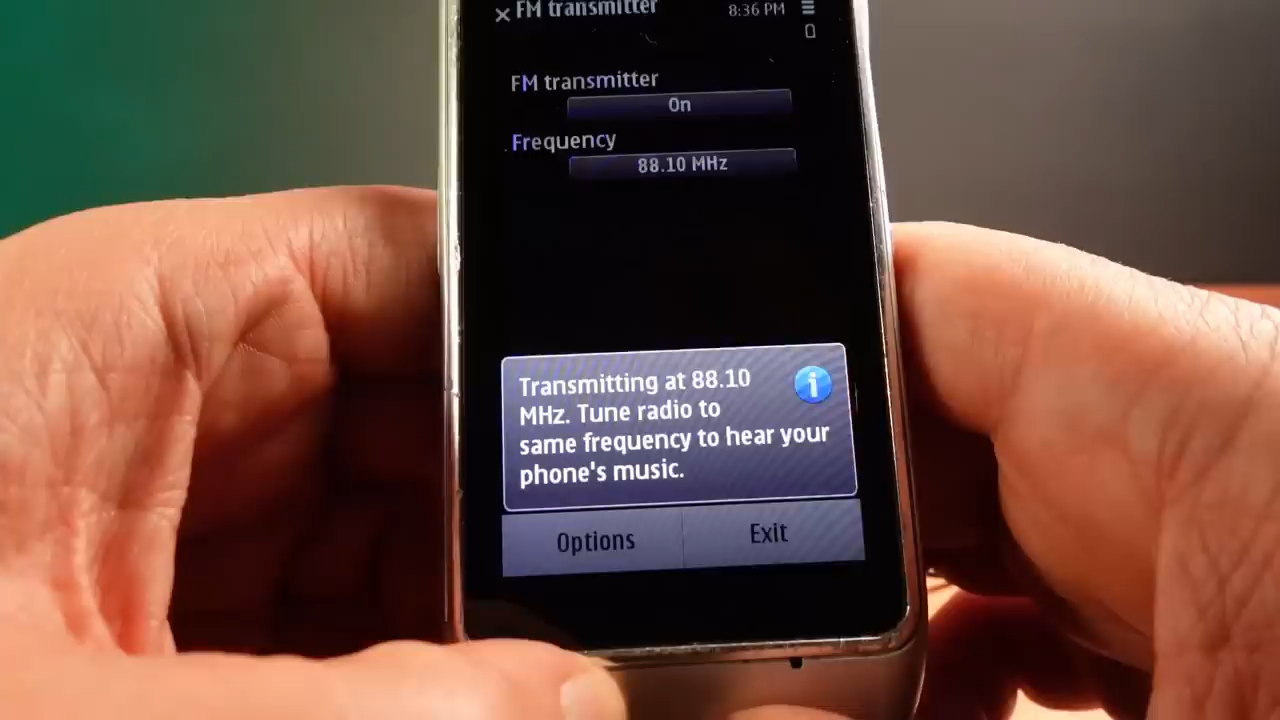 FM transmitter
8:36 PM
FM transmitter
On
Frequency
88.10 MHz
Transmitting at 88.10
MHz. Tune radio to
same frequency to hear your
phone's music.
Options
Exit